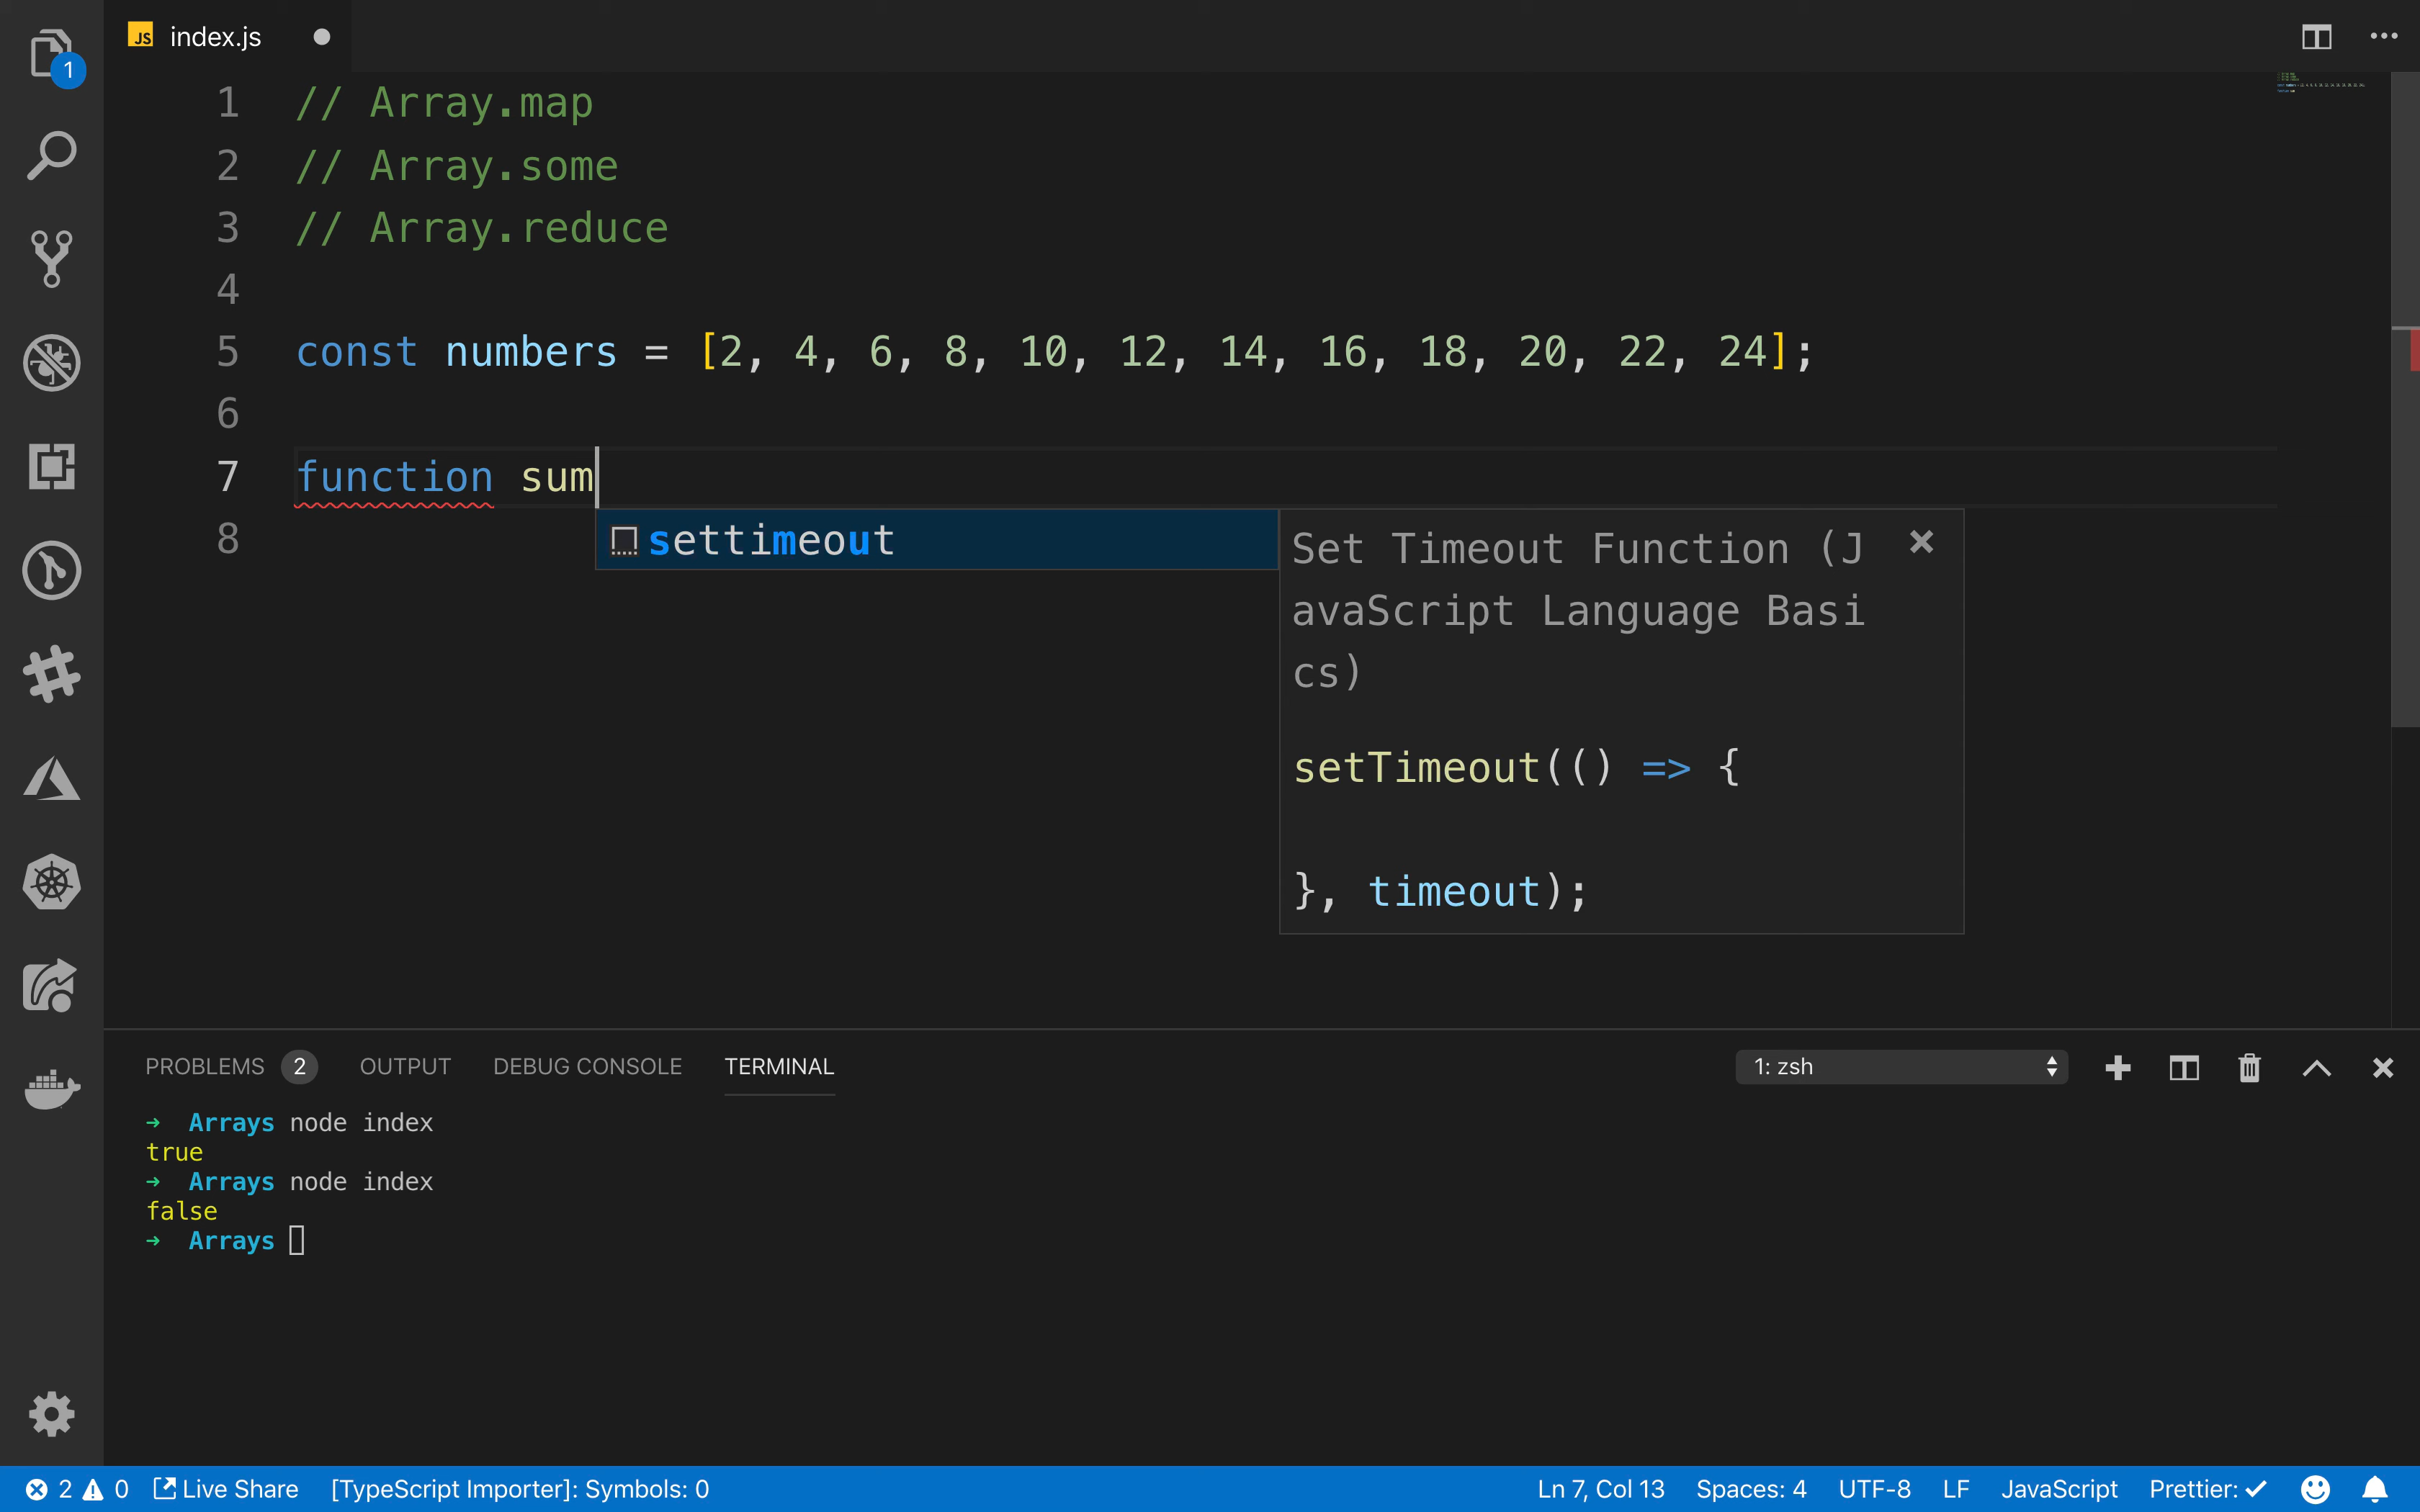 1
JS index.js
1 // Array.map
2 // Array.some
3 // Array.reduce
4
5 const numbers = [2, 4, 6, 8, 10, 12, 14, 16, 18, 20, 22, 24];
6
7 function sum
8
settimeout
Set Timeout Function (J
avaScript Language Basi
cs)
setTimeout(() => {
}, timeout);
PROBLEMS 2 OUTPUT DEBUG CONSOLE TERMINAL 1: zsh
➜ Arrays node index
true
➜ Arrays node index
false
➜ Arrays
2 0 Live Share [TypeScript Importer]: Symbols: 0 Ln 7, Col 13 Spaces: 4 UTF-8 LF JavaScript Prettier: ✓